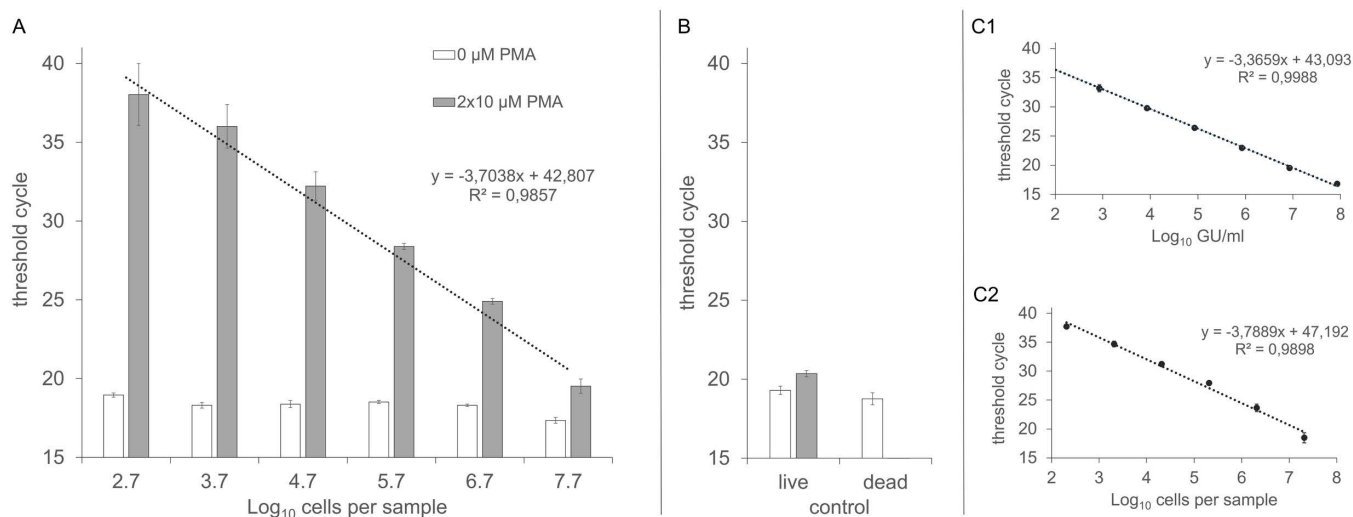 A
threshold cycle
40
35
30
25
20
15
0 µM PMA
2x10 µM PMA
y = -3,7038x + 42,807
R² = 0,9857
2.7 3.7 4.7 5.7 6.7 7.7
Log₁₀ cells per sample
B
threshold cycle
40
35
30
25
20
15
live dead
control
C1
threshold cycle
40
35
30
25
20
15
y = -3,3659x + 43,093
R² = 0,9988
2 3 4 5 6 7 8
Log₁₀ GU/ml
C2
threshold cycle
40
35
30
25
20
15
y = -3,7889x + 47,192
R² = 0,9898
2 3 4 5 6 7 8
Log₁₀ cells per sample